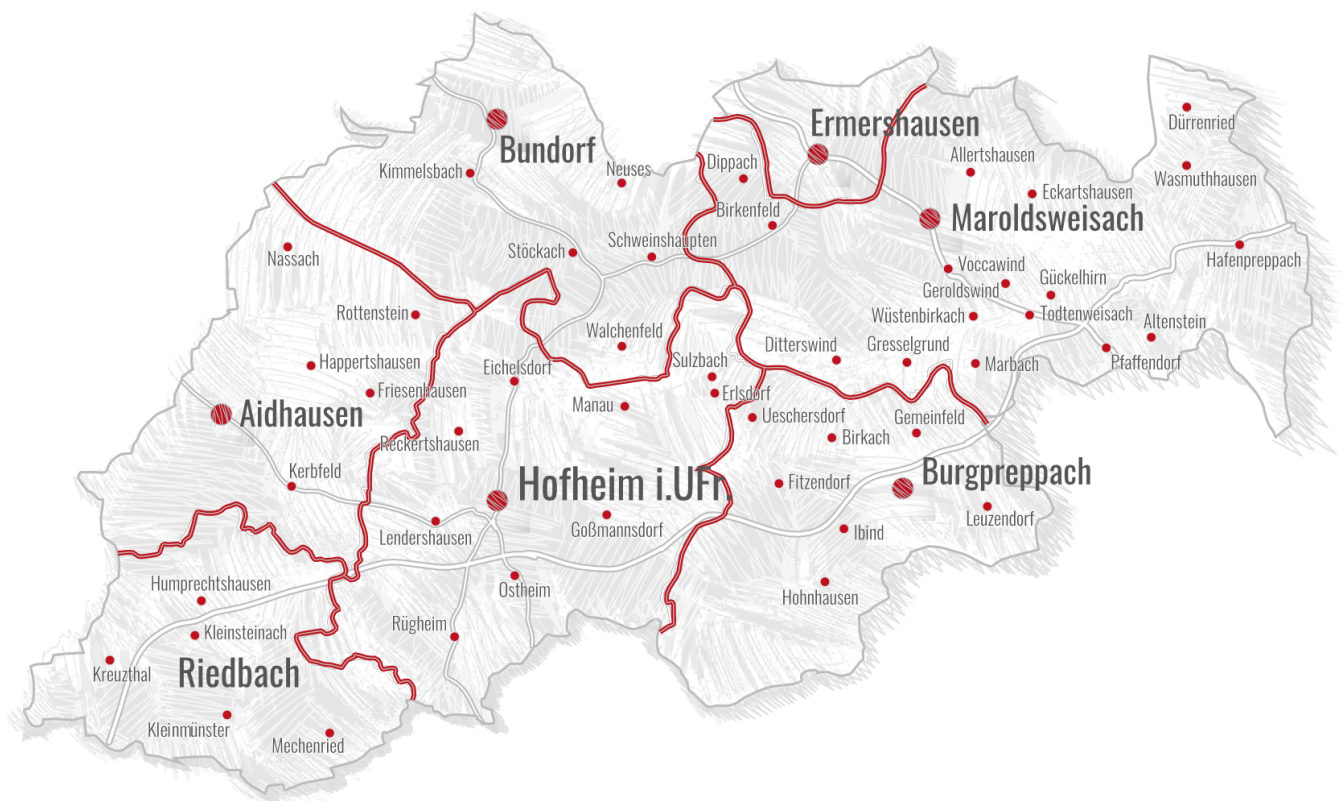 Dürrenried
Ermershausen
Bundorf
Allertshausen
Dippach
Neuses
Kimmelsbach
Wasmuthhausen
Eckartshausen
Birkenfeld
Maroldsweisach
Schweinshaupten
Stöckach
Nassach
Hafenpreppach
Voccawind
Gückelhirn
Geroldswind
Rottenstein
Wüstenbirkach
Todtenweisach
Altenstein
Walchenfeld
Ditterswind
Gresselgrund
Happertshausen
Eichelsdorf
Sulzbach
Marbach
Pfaffendorf
Friesenhausen
Erlsdorf
Manau
Aidhausen
Ueschersdorf
Gemeinfeld
Reckertshausen
Birkach
Kerbfeld
Hofheim i.UFr.
Fitzendorf
Burgpreppach
Leuzendorf
Lendershausen
Goßmannsdorf
Ibind
Humprechtshausen
Ostheim
Hohnhausen
Kleinsteinach
Rügheim
Kreuzthal
Riedbach
Kleinmünster
Mechenried